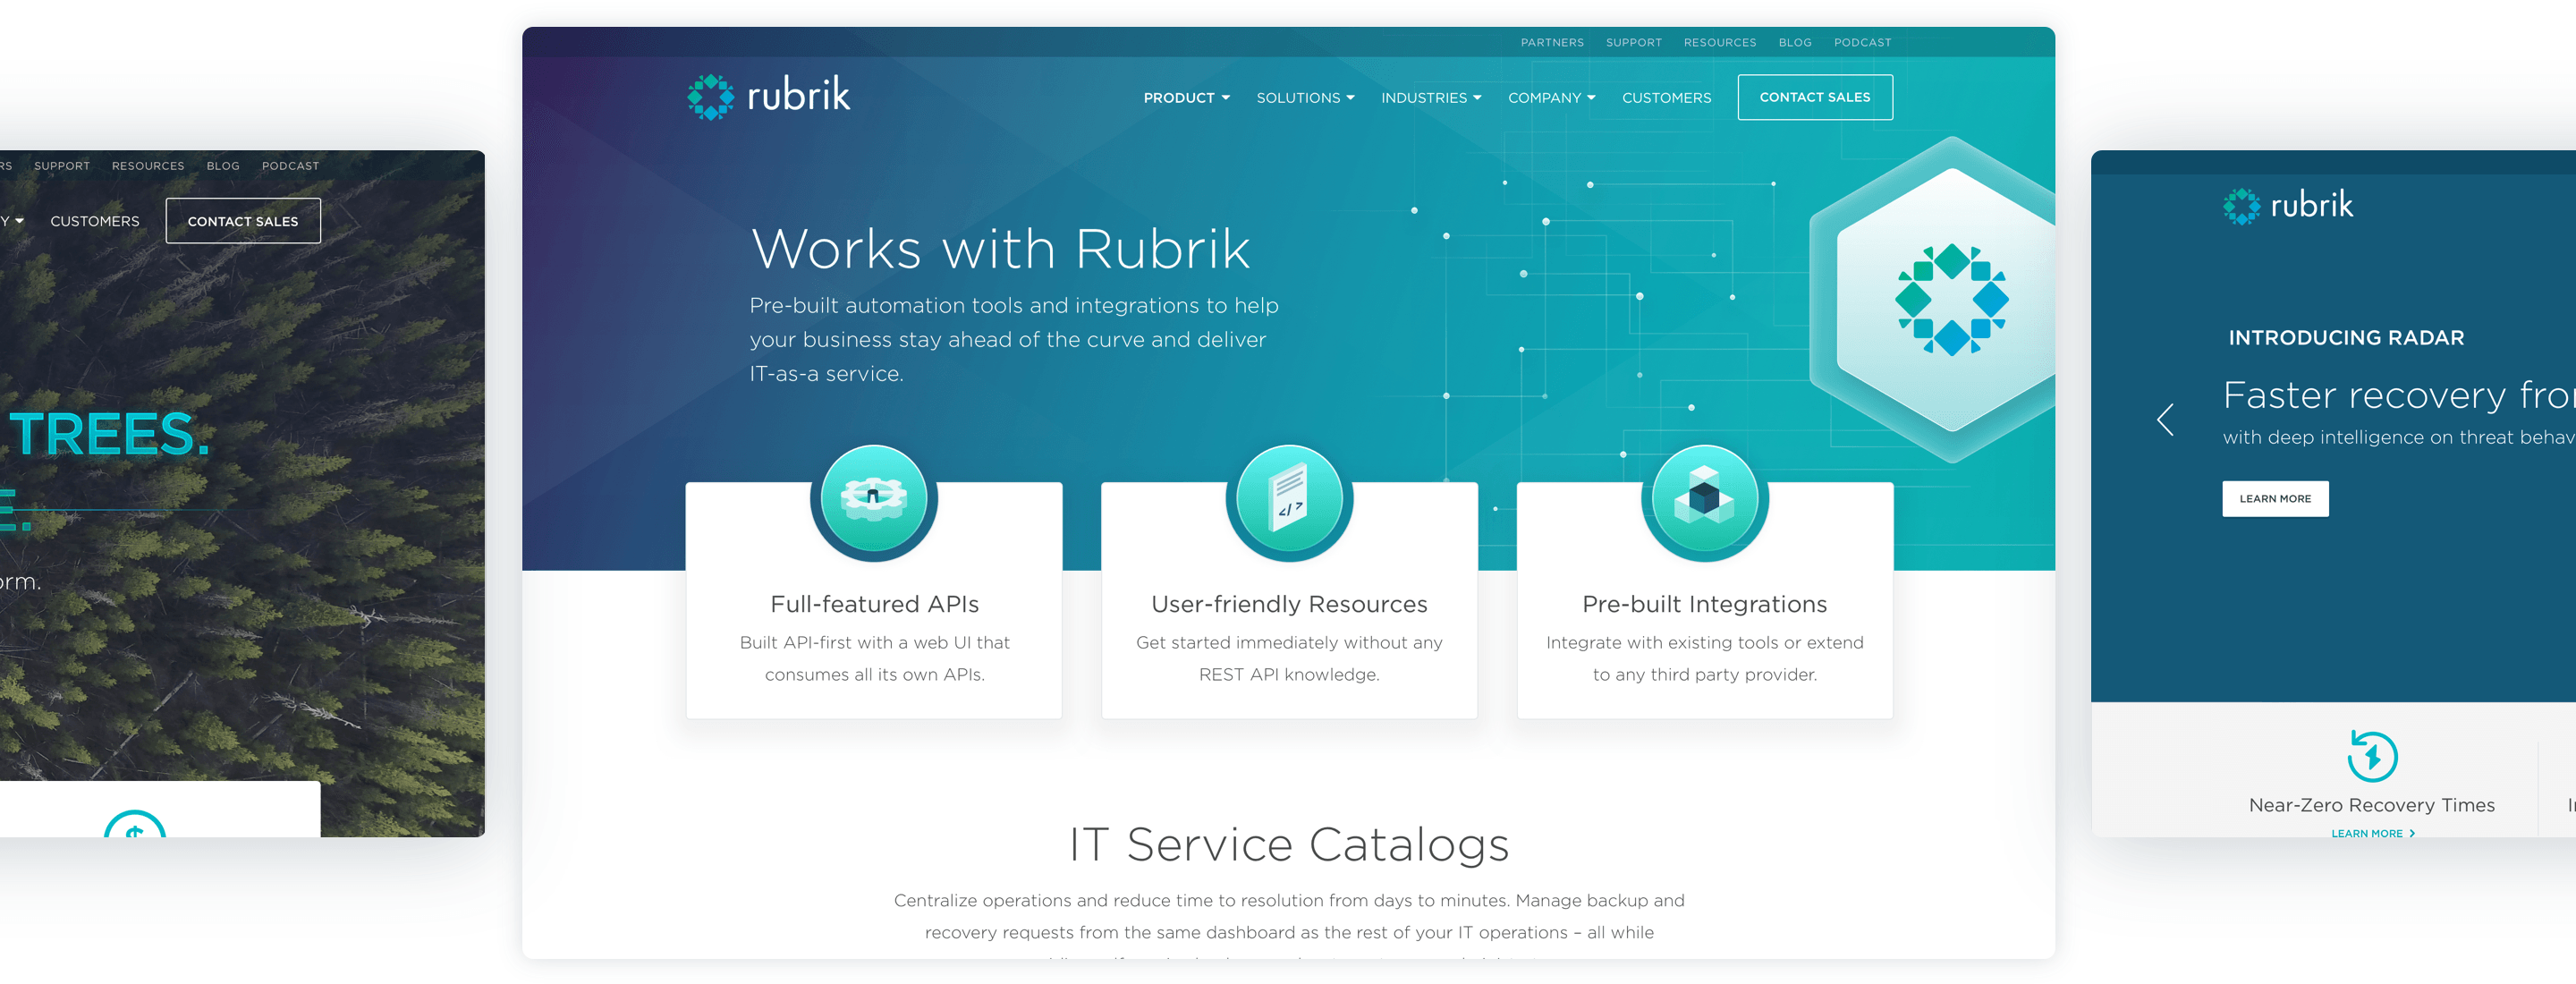 SUPPORT RESOURCES BLOG PODCAST
CUSTOMERS CONTACT SALES
TREES.
PARTNERS SUPPORT RESOURCES BLOG PODCAST
rubrik PRODUCT SOLUTIONS INDUSTRIES COMPANY CUSTOMERS CONTACT SALES
Works with Rubrik
Pre-built automation tools and integrations to help
your business stay ahead of the curve and deliver
IT-as-a service.
Full-featured APIs
Built API-first with a web UI that
consumes all its own APIs.
User-friendly Resources
Get started immediately without any
REST API knowledge.
Pre-built Integrations
Integrate with existing tools or extend
to any third party provider.
IT Service Catalogs
Centralize operations and reduce time to resolution from days to minutes. Manage backup and
recovery requests from the same dashboard as the rest of your IT operations – all while
rubrik
INTRODUCING RADAR
Faster recovery
with deep intelligence on threat
LEARN MORE
Near-Zero Recovery Times
LEARN MORE